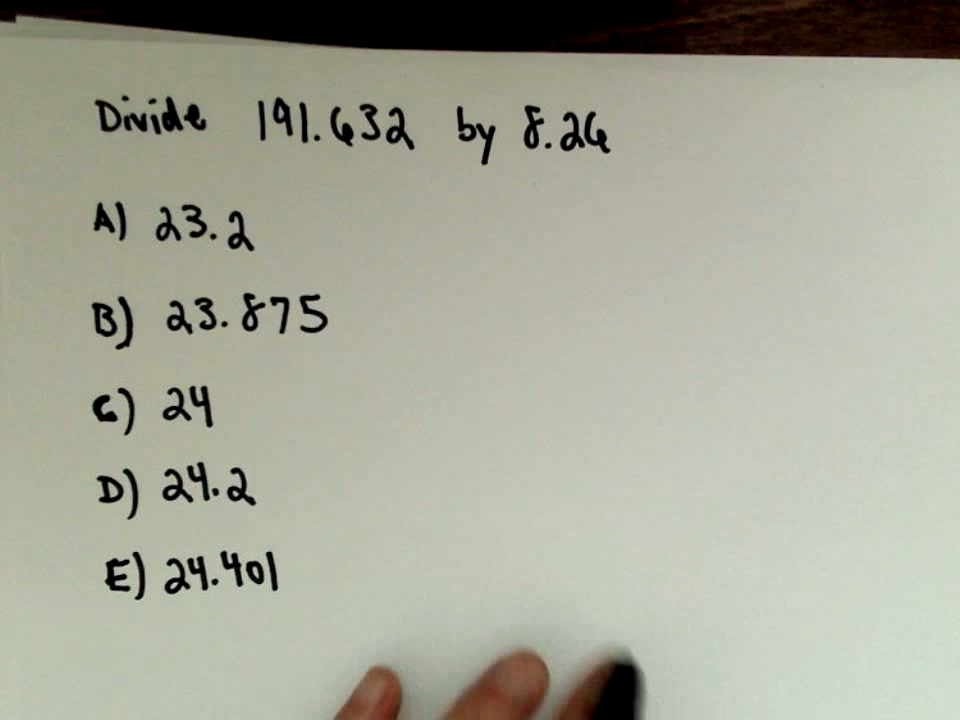 Divide 191.632 by 8.26
A) 23.2
B) 23.875
C) 24
D) 24.2
E) 24.401